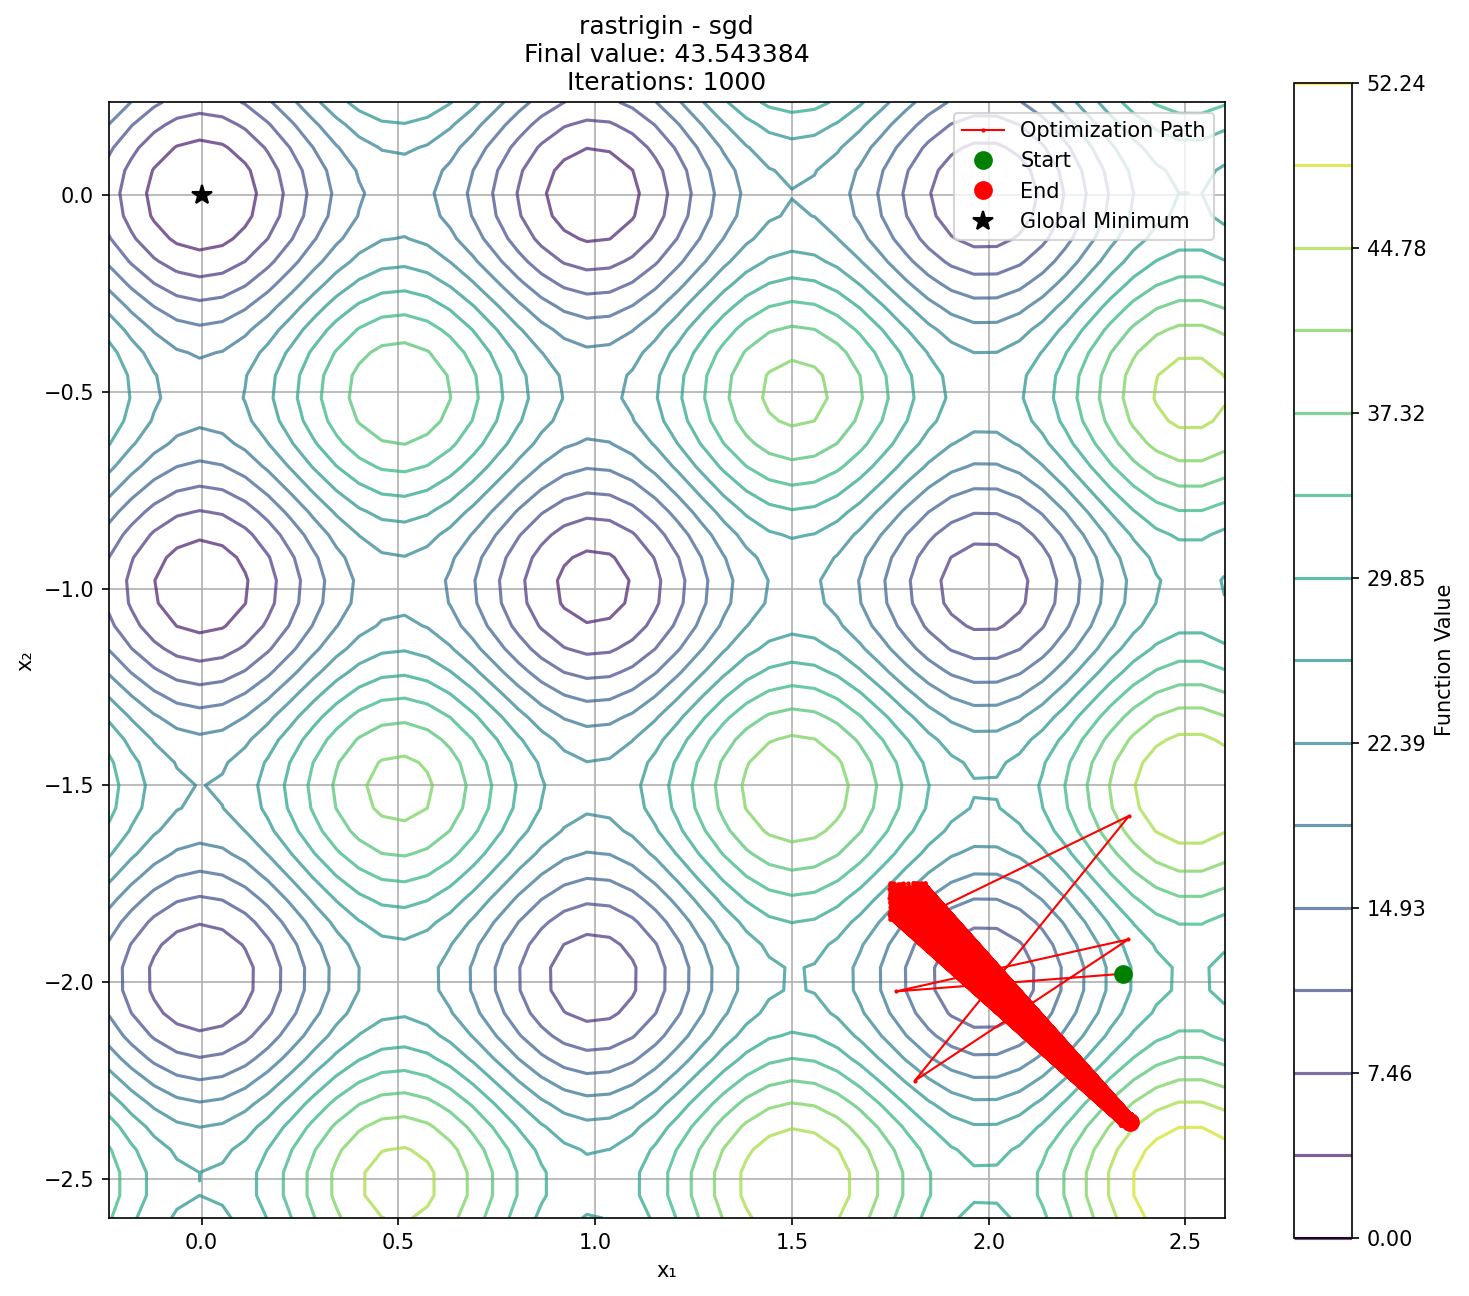 rastrigin - sgd
Final value: 43.543384
Iterations: 1000
Optimization Path
Start
End
Global Minimum
0.0
−0.5
−1.0
−1.5
−2.0
−2.5
x₂
0.0 0.5 1.0 1.5 2.0 2.5
x₁
52.24
44.78
37.32
29.85
22.39
14.93
7.46
0.00
Function Value